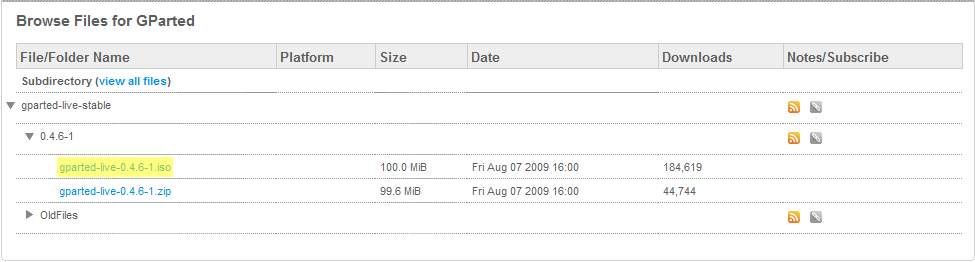 Browse Files for GParted
File/Folder Name Platform Size Date Downloads Notes/Subscribe
Subdirectory (view all files)
gparted-live-stable
0.4.6-1
gparted-live-0.4.6-1.iso 100.0 MiB Fri Aug 07 2009 16:00 184,619
gparted-live-0.4.6-1.zip 99.6 MiB Fri Aug 07 2009 16:00 44,744
OldFiles